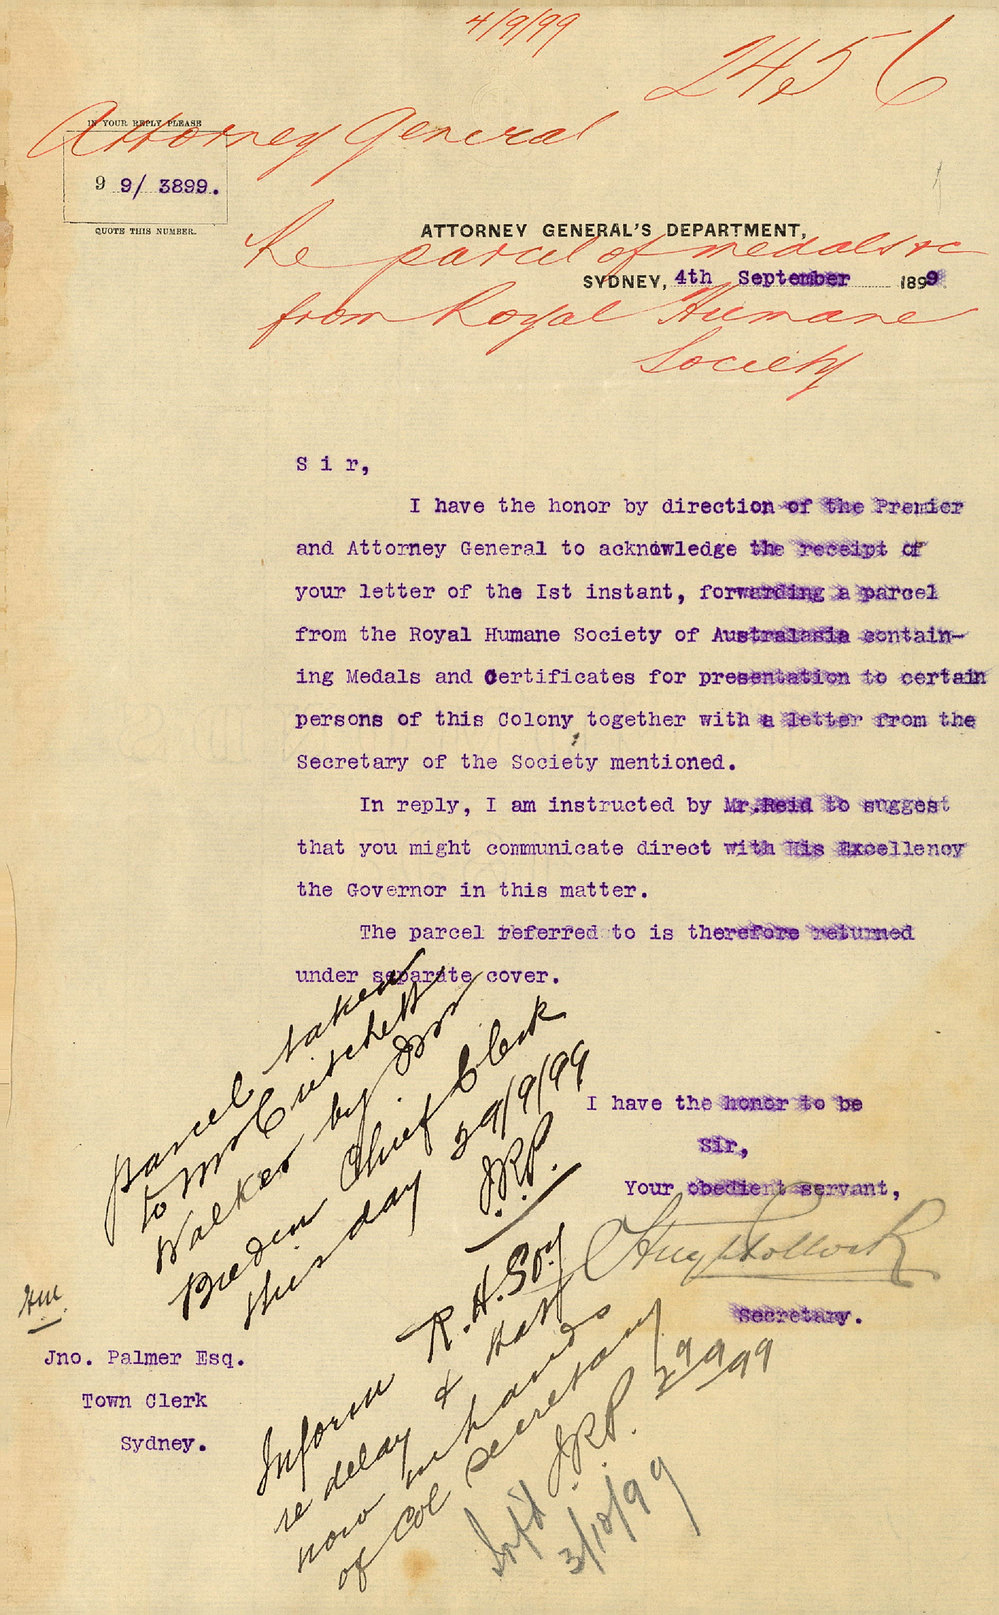 4/9/99
2456
Attorney General
IN YOUR REPLY PLEASE
99/ 3899.
QUOTE THIS NUMBER.
ATTORNEY GENERAL'S DEPARTMENT,
Re parcel of medals &c
SYDNEY, 4th September 1899
from Royal Humane
Society
Sir,
I have the honor by direction of the Premier
and Attorney General to acknowledge the receipt of
your letter of the Ist instant, forwarding a parcel
from the Royal Humane Society of Australasia contain-
ing Medals and Certificates for presentation to certain
persons of this Colony together with a letter from the
Secretary of the Society mentioned.
In reply, I am instructed by Mr.Reid to suggest
that you might communicate direct with His Excellency
the Governor in this matter.
The parcel referred to is therefore returned
under separate cover.
I have the honor to be
Sir,
Your obedient servant,
Hugh Pollock
Secretary.
parcel taken
to Mr Critchett
Walker by
Chief Clerk
this day 29/9/99
J.R.P.
Inform R.H.Soy
re delay & that
now in hands
of Col Secretary
J.R.P. 29 9 99
Inf'd
3/10/99
Jno. Palmer Esq.
Town Clerk
Sydney.